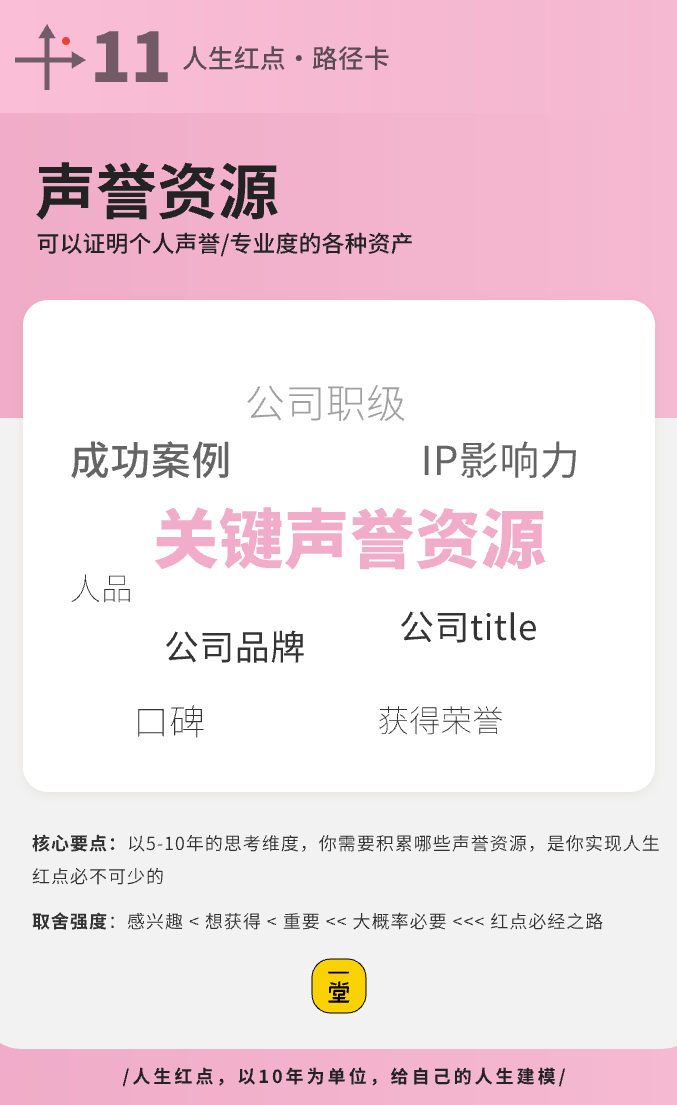 11 人生红点·路径卡
声誉资源
可以证明个人声誉/专业度的各种资产
公司职级
成功案例 IP影响力
关键声誉资源
人品
公司品牌 公司title
口碑 获得荣誉
核心要点：以5-10年的思考维度，你需要积累哪些声誉资源，是你实现人生
红点必不可少的
取舍强度：感兴趣 < 想获得 < 重要 << 大概率必要 <<< 红点必经之路
一
堂
/人生红点，以10年为单位，给自己的人生建模/